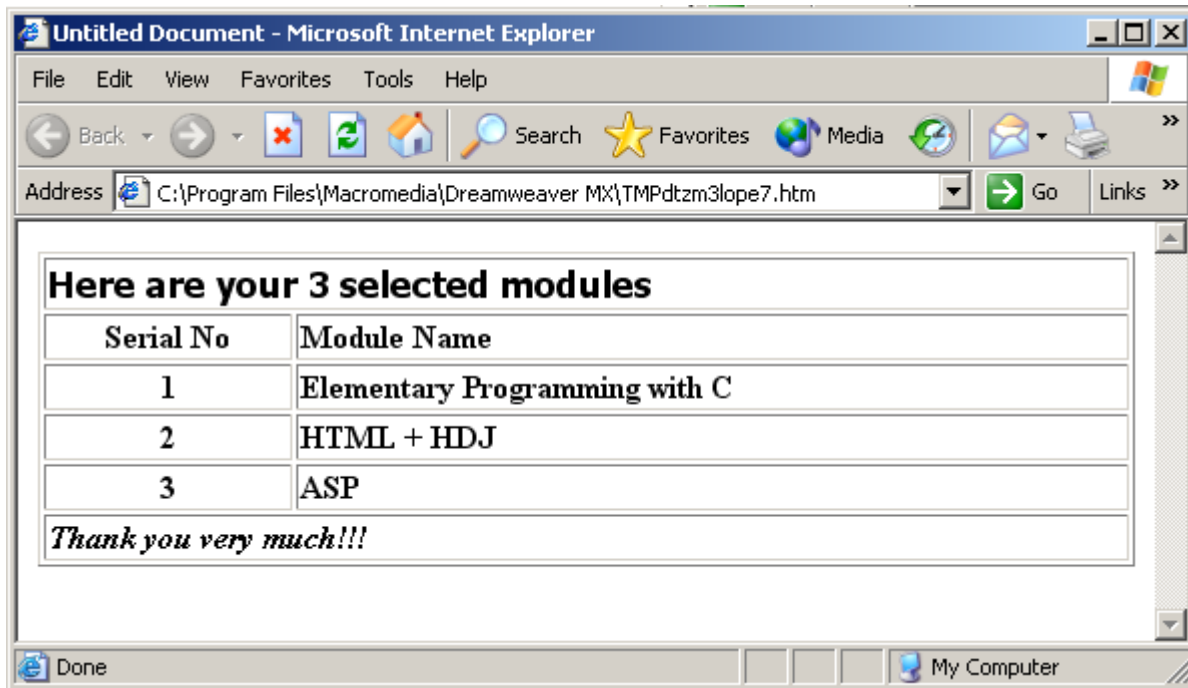 Untitled Document - Microsoft Internet Explorer
File Edit View Favorites Tools Help
Back Search Favorites Media »
Address C:\Program Files\Macromedia\Dreamweaver MX\TMPdtzm3lope7.htm Go Links »
Here are your 3 selected modules
Serial No Module Name
1 Elementary Programming with C
2 HTML + HDJ
3 ASP
Thank you very much!!!
Done My Computer